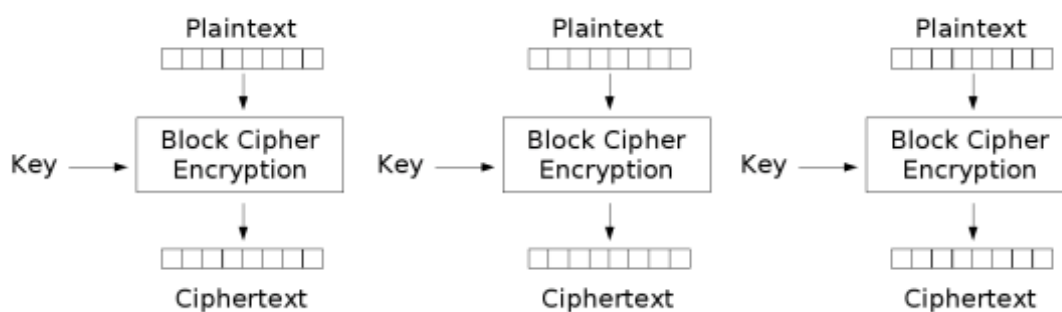 Plaintext
Plaintext
Plaintext
Key
Block Cipher
Encryption
Key
Block Cipher
Encryption
Key
Block Cipher
Encryption
Ciphertext
Ciphertext
Ciphertext